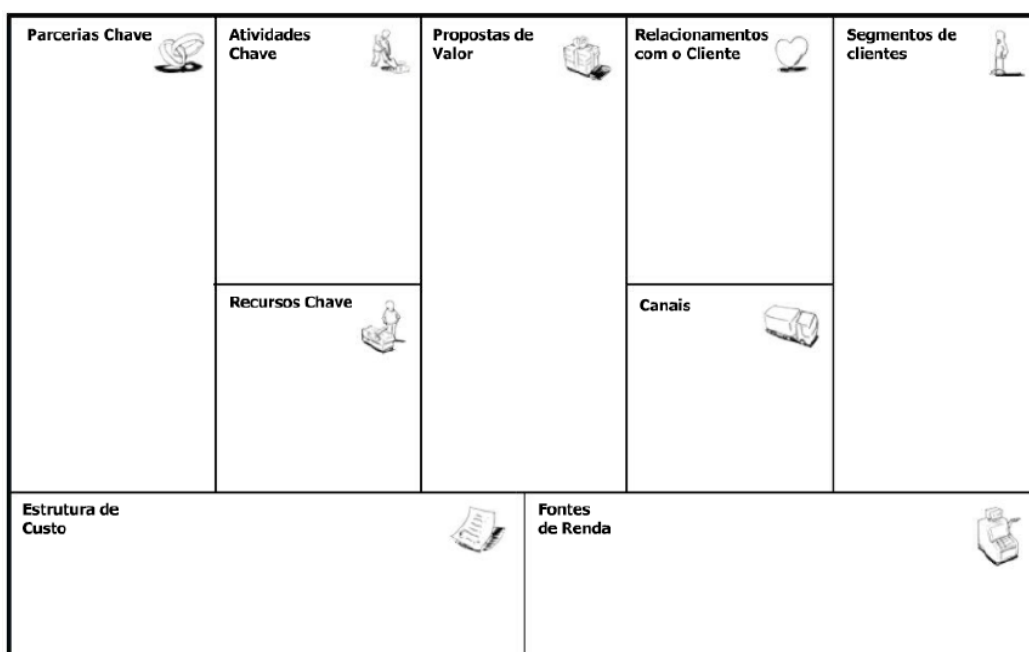 Parcerias Chave
Atividades
Chave
Propostas de
Valor
Relacionamentos
com o Cliente
Segmentos de
clientes
Recursos Chave
Canais
Estrutura de
Custo
Fontes
de Renda